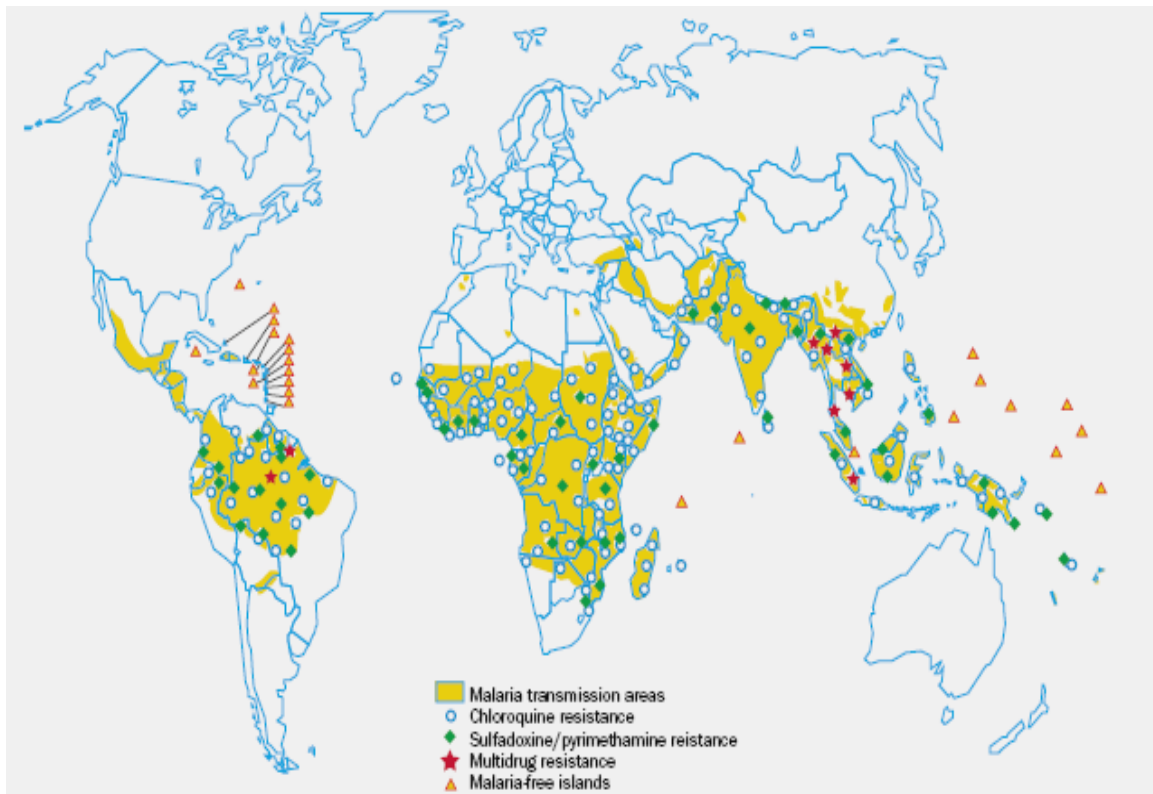 Malaria transmission areas
Chloroquine resistance
Sulfadoxine/pyrimethamine reistance
Multidrug resistance
Malaria-free islands